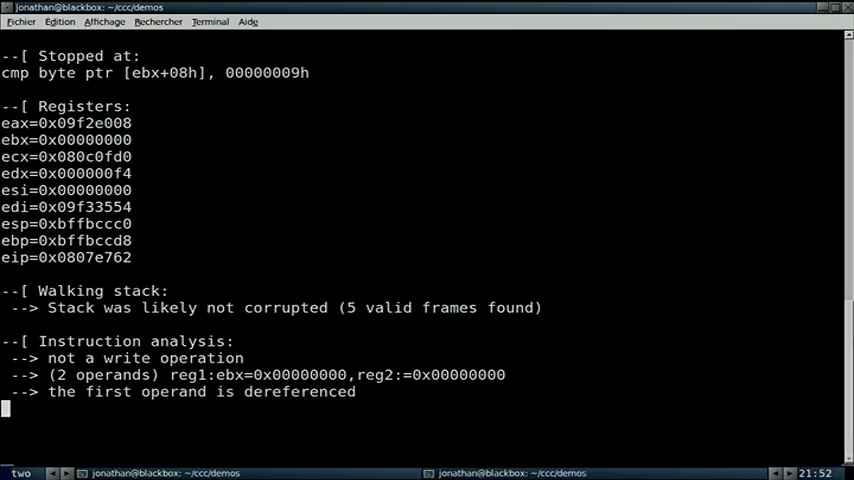 jonathan@blackbox: ~/ccc/demos
Fichier Édition Affichage Rechercher Terminal Aide
--[ Stopped at:
cmp byte ptr [ebx+08h], 00000009h
--[ Registers:
eax=0x09f2e008
ebx=0x00000000
ecx=0x080c0fd0
edx=0x000000f4
esi=0x00000000
edi=0x09f33554
esp=0xbffbccc0
ebp=0xbffbccd8
eip=0x0807e762
--[ Walking stack:
--> Stack was likely not corrupted (5 valid frames found)
--[ Instruction analysis:
--> not a write operation
--> (2 operands) reg1:ebx=0x00000000,reg2:=0x00000000
--> the first operand is dereferenced
two jonathan@blackbox: ~/ccc/demos jonathan@blackbox: ~/ccc/demos 21:52